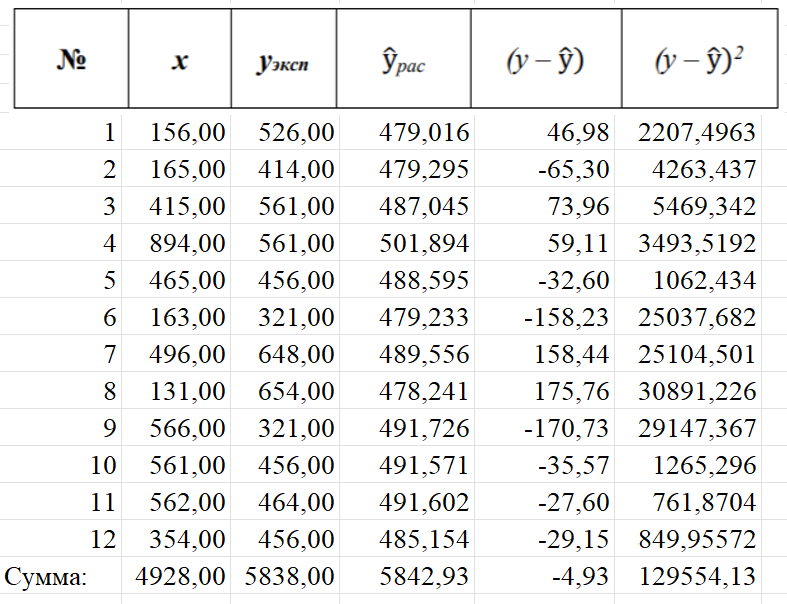 № x yэксп ŷрас (y – ŷ) (y – ŷ)²
1 156,00 526,00 479,016 46,98 2207,4963
2 165,00 414,00 479,295 -65,30 4263,437
3 415,00 561,00 487,045 73,96 5469,342
4 894,00 561,00 501,894 59,11 3493,5192
5 465,00 456,00 488,595 -32,60 1062,434
6 163,00 321,00 479,233 -158,23 25037,682
7 496,00 648,00 489,556 158,44 25104,501
8 131,00 654,00 478,241 175,76 30891,226
9 566,00 321,00 491,726 -170,73 29147,367
10 561,00 456,00 491,571 -35,57 1265,296
11 562,00 464,00 491,602 -27,60 761,8704
12 354,00 456,00 485,154 -29,15 849,95572
Сумма: 4928,00 5838,00 5842,93 -4,93 129554,13